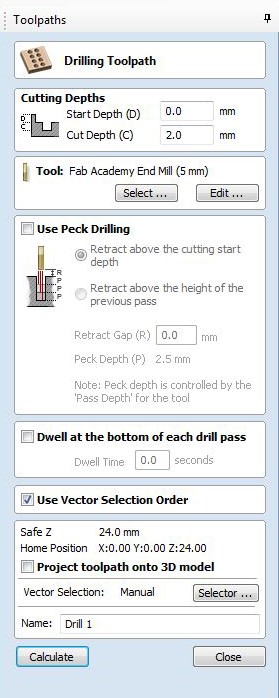 Toolpaths
Drilling Toolpath
Cutting Depths
Start Depth (D) 0.0 mm
Cut Depth (C) 2.0 mm
D
C
Tool: Fab Academy End Mill (5 mm)
Select ... Edit ...
Use Peck Drilling
Retract above the cutting start
depth
Retract above the height of the
previous pass
R
P
P
P
Retract Gap (R) 0.0 mm
Peck Depth (P) 2.5 mm
Note: Peck depth is controlled by the
'Pass Depth' for the tool
Dwell at the bottom of each drill pass
Dwell Time 0.0 seconds
Use Vector Selection Order
Safe Z 24.0 mm
Home Position X:0.00 Y:0.00 Z:24.00
Project toolpath onto 3D model
Vector Selection: Manual Selector ...
Name: Drill 1
Calculate Close